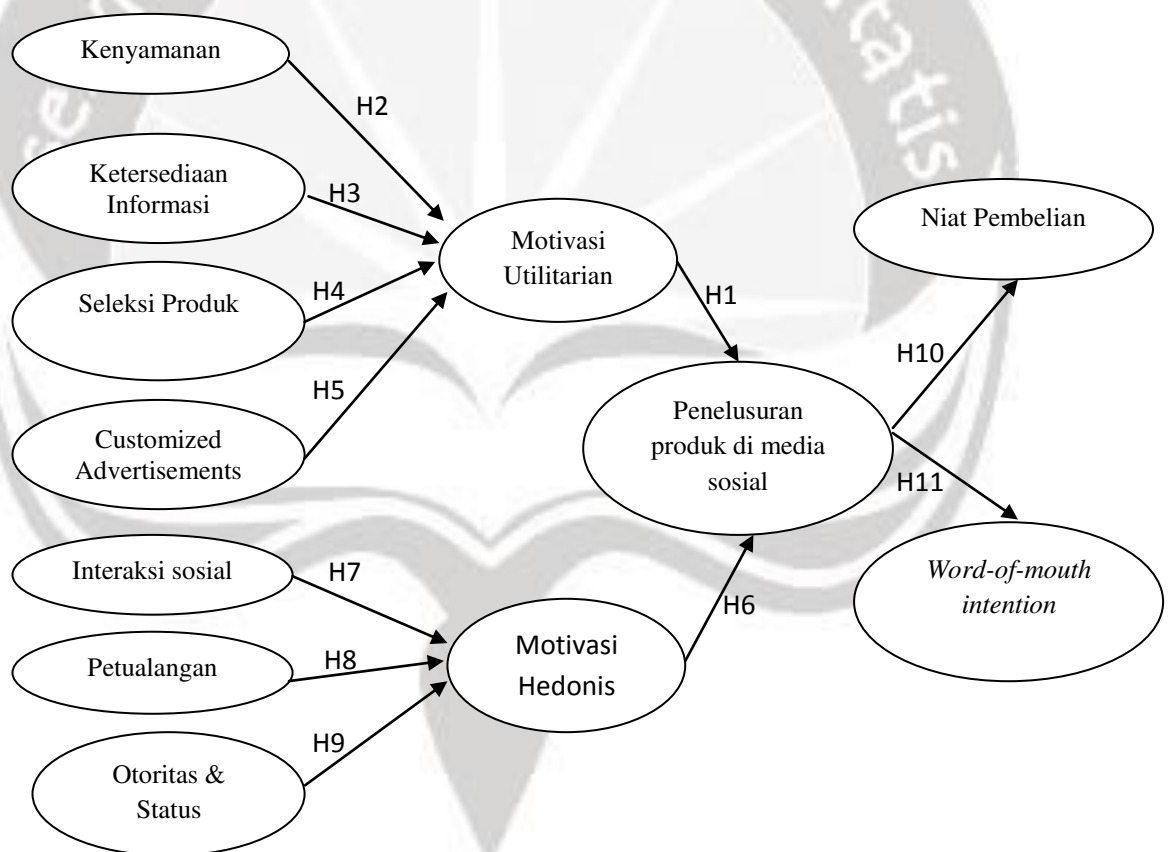 Kenyamanan
H2
Ketersediaan
Informasi
H3
Seleksi Produk
H4
Customized
Advertisements
H5
Motivasi
Utilitarian
H1
Interaksi sosial
H7
Petualangan
H8
Otoritas &
Status
H9
Motivasi
Hedonis
H6
Penelusuran
produk di media
sosial
H10
H11
Niat Pembelian
Word-of-mouth
intention